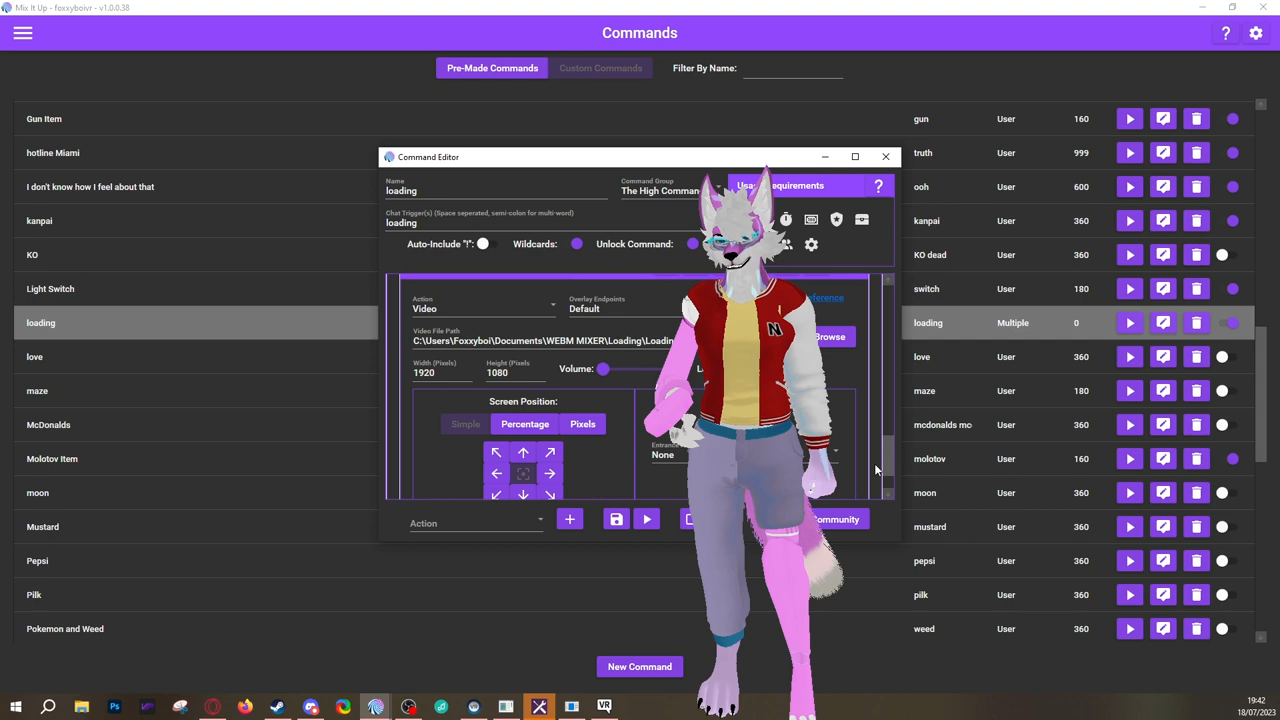 Mix It Up - foxxyboivr - v1.0.0.38
Commands
?
Pre-Made Commands
Custom Commands
Filter By Name:
Gun Item gun User 160
hotline Miami truth User 999
I don't know how I feel about that ooh User 600
kanpai kanpai User 360
KO KO dead User 360
Light Switch switch User 180
loading loading Multiple 0
love love User 360
maze maze User 180
McDonalds mcdonalds mo User 360
Molotov Item molotov User 160
moon moon User 360
Mustard mustard User 360
Pepsi pepsi User 360
Pilk pilk User 360
Pokemon and Weed weed User 360
Command Editor
Name
loading
Command Group
The High Comman
Requirements
?
Chat Trigger(s) (Space seperated, semi-colon for multi-word)
loading
Auto-Include "!":
Wildcards:
Unlock Command:
Action
Video
Overlay Endpoints
Default
Video File Path
C:\Users\Foxxyboi\Documents\WEBM MIXER\Loading\Loadin
Browse
Width (Pixels)
1920
Height (Pixels
1080
Volume:
Screen Position:
Simple
Percentage
Pixels
None
N
Action
Community
New Command
Ps
VR
19:42
18/07/2023